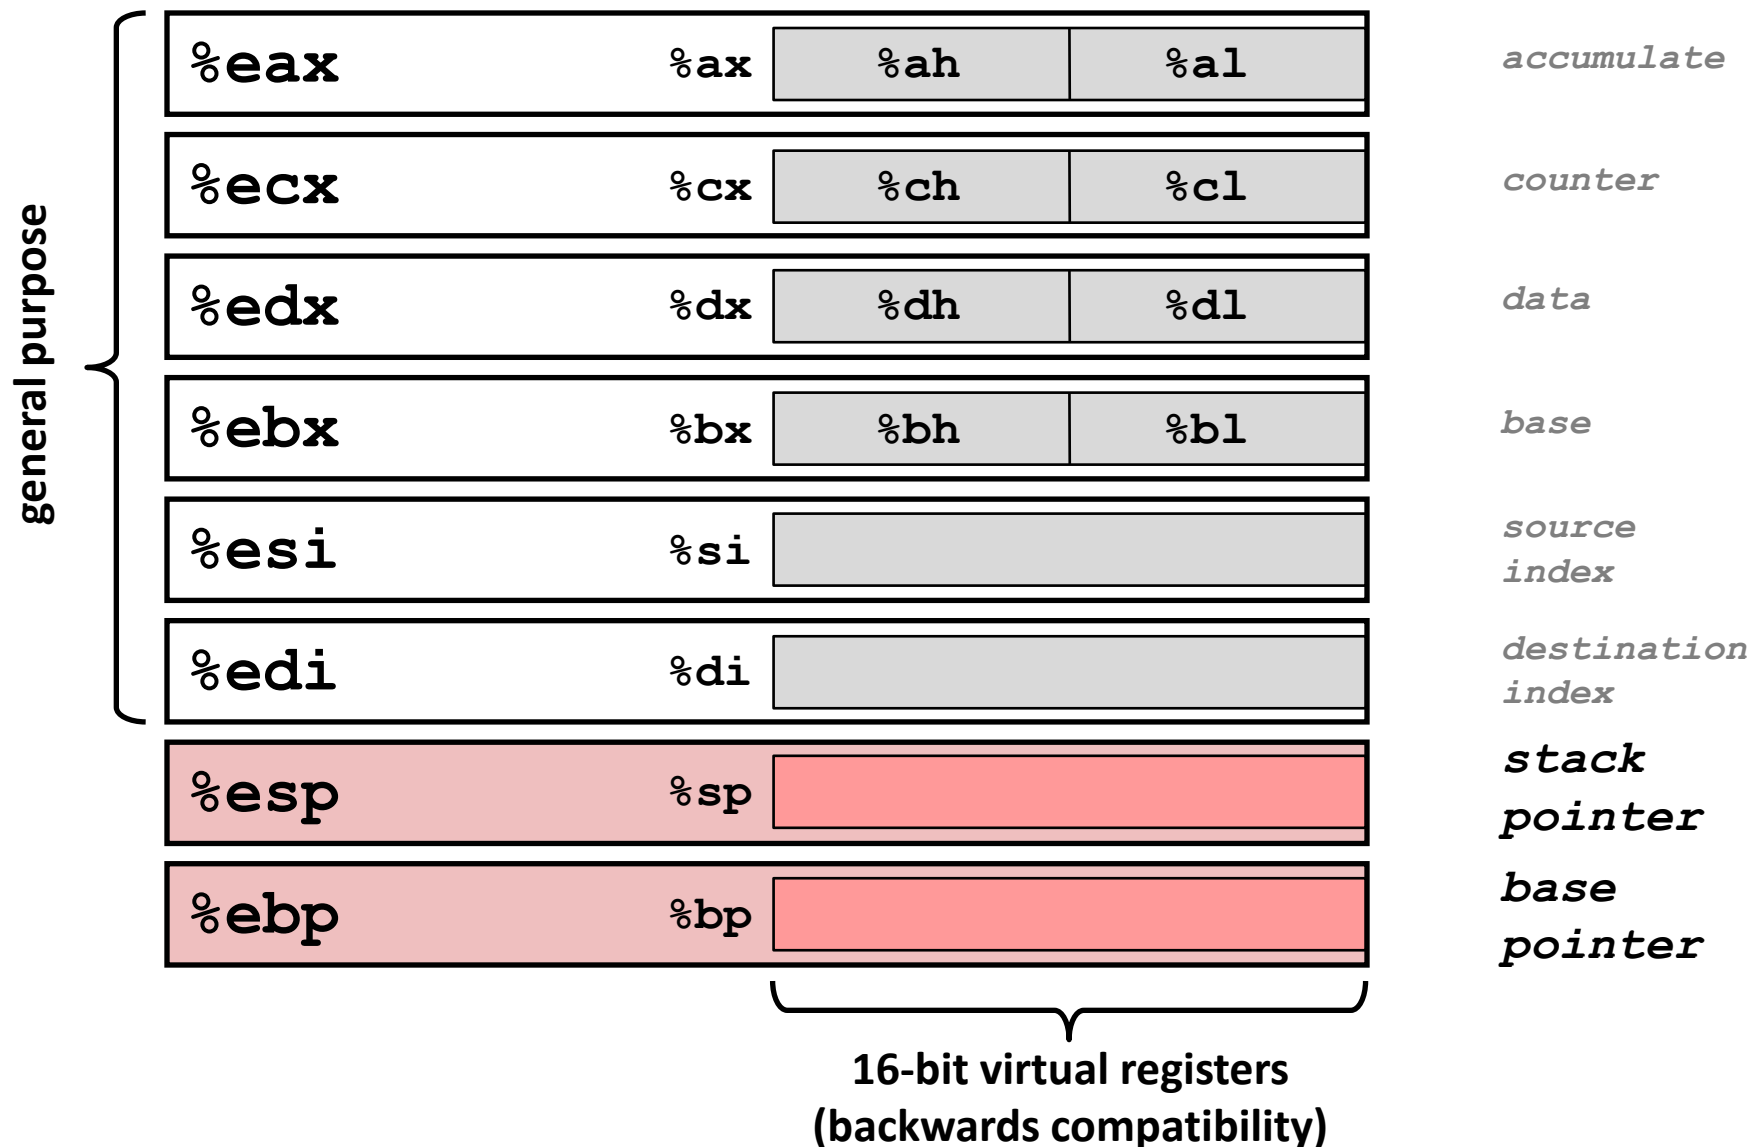 general purpose
%eax %ax %ah %al accumulate
%ecx %cx %ch %cl counter
%edx %dx %dh %dl data
%ebx %bx %bh %bl base
%esi %si source
index
%edi %di destination
index
%esp %sp stack
pointer
%ebp %bp base
pointer
16-bit virtual registers
(backwards compatibility)